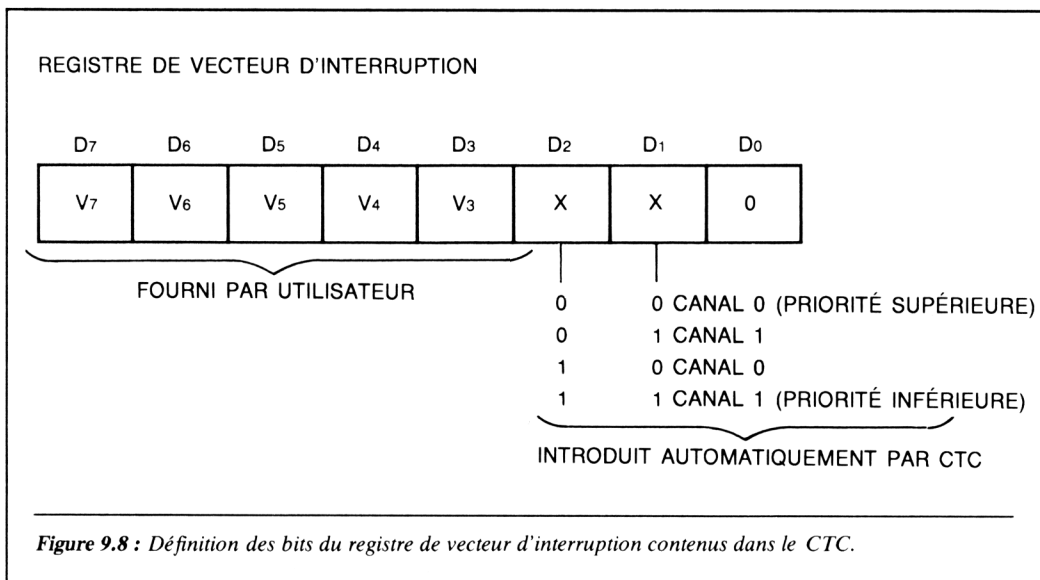 REGISTRE DE VECTEUR D'INTERRUPTION
D7 D6 D5 D4 D3 D2 D1 D0
V7 V6 V5 V4 V3 X X 0
FOURNI PAR UTILISATEUR
0 0 CANAL 0 (PRIORITÉ SUPÉRIEURE)
0 1 CANAL 1
1 0 CANAL 0
1 1 CANAL 1 (PRIORITÉ INFÉRIEURE)
INTRODUIT AUTOMATIQUEMENT PAR CTC
Figure 9.8 : Définition des bits du registre de vecteur d'interruption contenus dans le CTC.